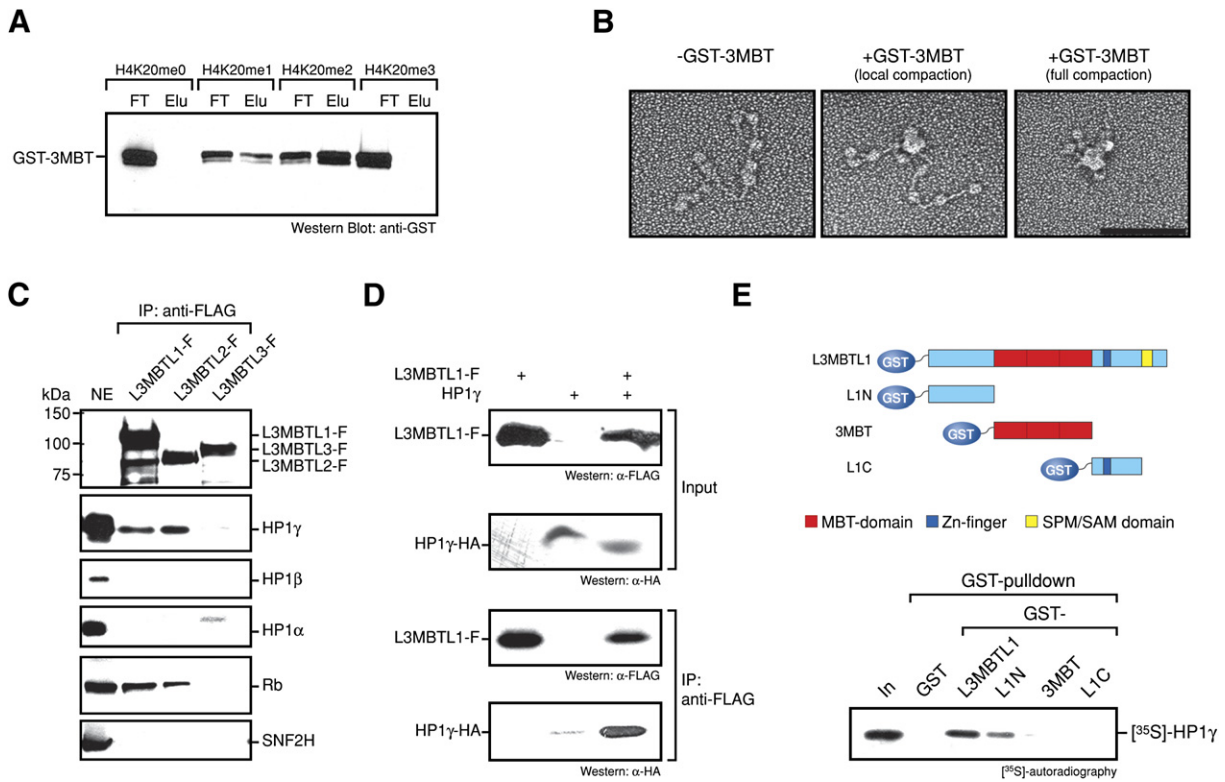 A
H4K20me0 H4K20me1 H4K20me2 H4K20me3
FT Elu FT Elu FT Elu FT Elu
GST-3MBT
Western Blot: anti-GST
B
-GST-3MBT
+GST-3MBT
(local compaction)
+GST-3MBT
(full compaction)
C
IP: anti-FLAG
kDa NE L3MBTL1-F L3MBTL2-F L3MBTL3-F
150
100
75
L3MBTL1-F
L3MBTL3-F
L3MBTL2-F
HP1γ
HP1β
HP1α
Rb
SNF2H
D
L3MBTL1-F + +
HP1γ + +
L3MBTL1-F
Western: α-FLAG
HP1γ-HA
Western: α-HA
Input
L3MBTL1-F
Western: α-FLAG
HP1γ-HA
Western: α-HA
IP:
anti-FLAG
E
L3MBTL1 GST
L1N GST
3MBT GST
L1C GST
MBT-domain Zn-finger SPM/SAM domain
GST-pulldown
GST-
In GST L3MBTL1 L1N 3MBT L1C
[³⁵S]-HP1γ
[³⁵S]-autoradiography